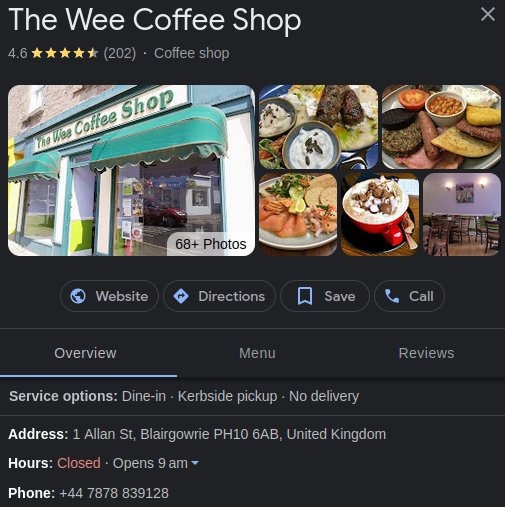 The Wee Coffee Shop
4.6 (202) · Coffee shop
The Wee Coffee Shop
68+ Photos
Website
Directions
Save
Call
Overview
Menu
Reviews
Service options: Dine-in · Kerbside pickup · No delivery
Address: 1 Allan St, Blairgowrie PH10 6AB, United Kingdom
Hours: Closed · Opens 9 am
Phone: +44 7878 839128